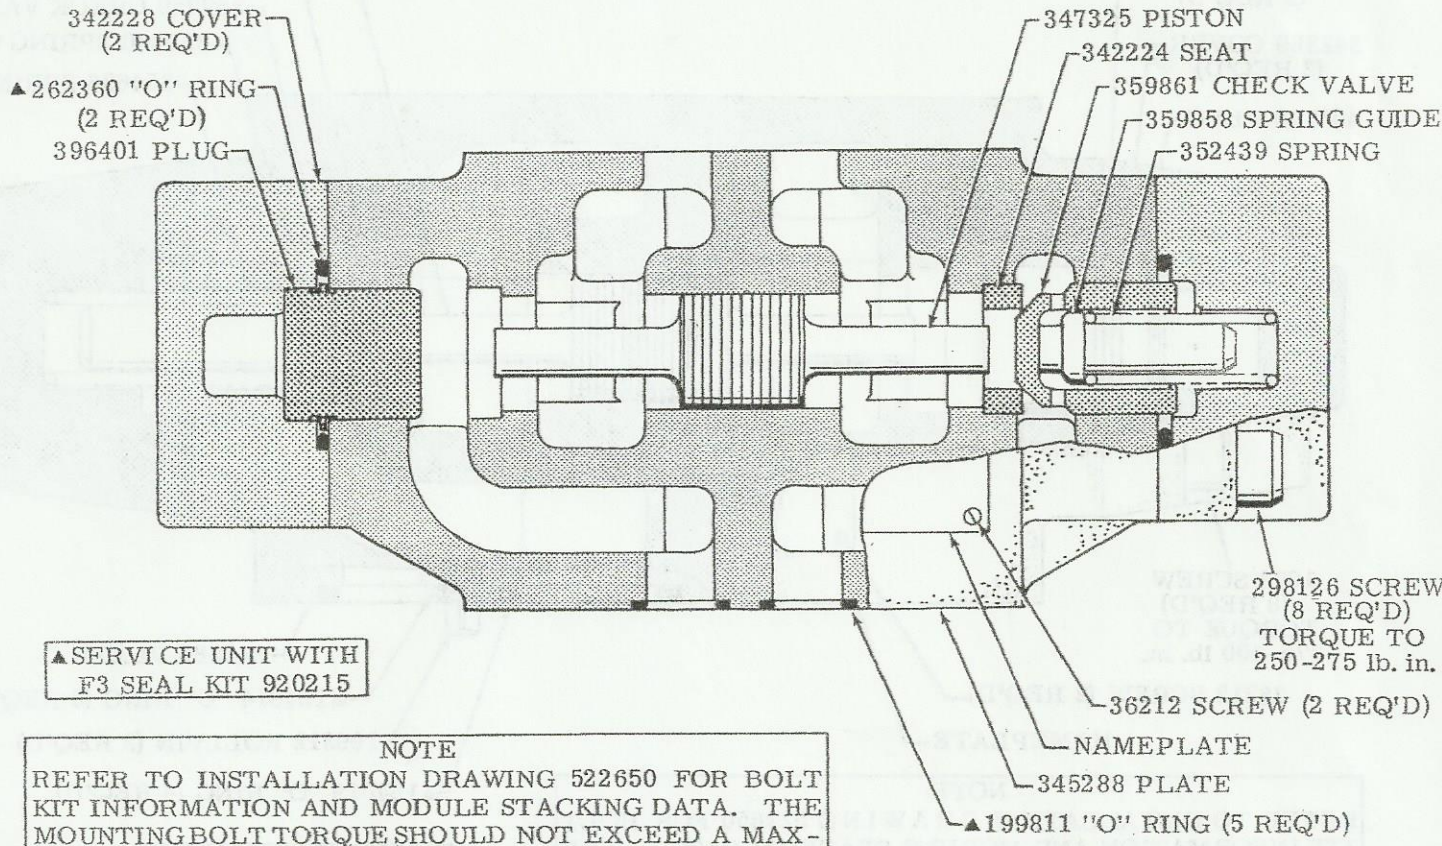 342228 COVER
(2 REQ'D)
▲262360 "O" RING
(2 REQ'D)
396401 PLUG
347325 PISTON
342224 SEAT
359861 CHECK VALVE
359858 SPRING GUIDE
352439 SPRING
298126 SCREW
(8 REQ'D)
TORQUE TO
250-275 lb. in.
36212 SCREW (2 REQ'D)
NAMEPLATE
345288 PLATE
▲199811 "O" RING (5 REQ'D)
▲SERVICE UNIT WITH
F3 SEAL KIT 920215
NOTE
REFER TO INSTALLATION DRAWING 522650 FOR BOLT
KIT INFORMATION AND MODULE STACKING DATA. THE
MOUNTING BOLT TORQUE SHOULD NOT EXCEED A MAX-